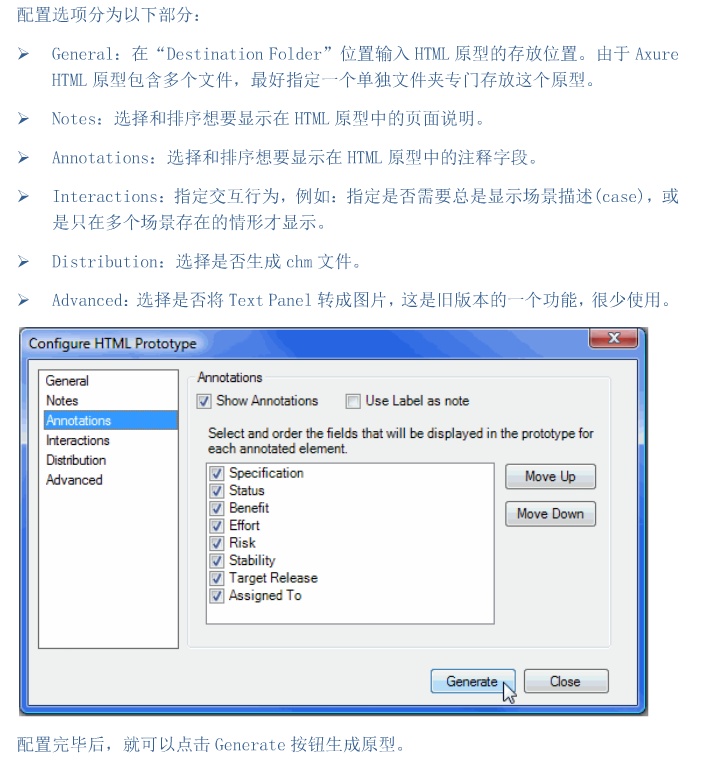 配置选项分为以下部分：
➢ General：在“Destination Folder”位置输入 HTML 原型的存放位置。由于 Axure
HTML 原型包含多个文件，最好指定一个单独文件夹专门存放这个原型。
➢ Notes：选择和排序想要显示在 HTML 原型中的页面说明。
➢ Annotations：选择和排序想要显示在 HTML 原型中的注释字段。
➢ Interactions：指定交互行为，例如：指定是否需要总是显示场景描述(case)，或
是只在多个场景存在的情形才显示。
➢ Distribution：选择是否生成 chm 文件。
➢ Advanced：选择是否将 Text Panel 转成图片，这是旧版本的一个功能，很少使用。
Configure HTML Prototype
General
Notes
Annotations
Interactions
Distribution
Advanced
Annotations
Show Annotations
Use Label as note
Select and order the fields that will be displayed in the prototype for
each annotated element.
Specification
Status
Benefit
Effort
Risk
Stability
Target Release
Assigned To
Move Up
Move Down
Generate
Close
配置完毕后，就可以点击 Generate 按钮生成原型。